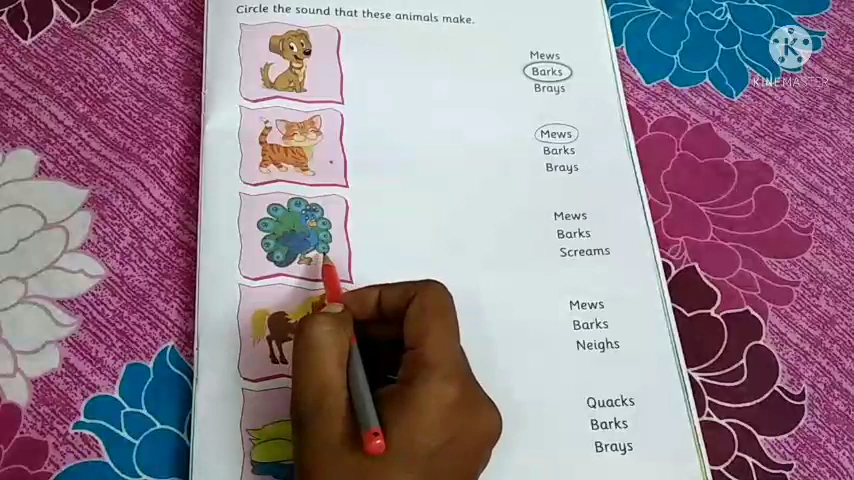 Circle the sound that these animals make.
Mews
Barks
Brays
Mews
Barks
Brays
Mews
Barks
Screams
Mews
Barks
Neighs
Quacks
Barks
Brays
KINEMASTER